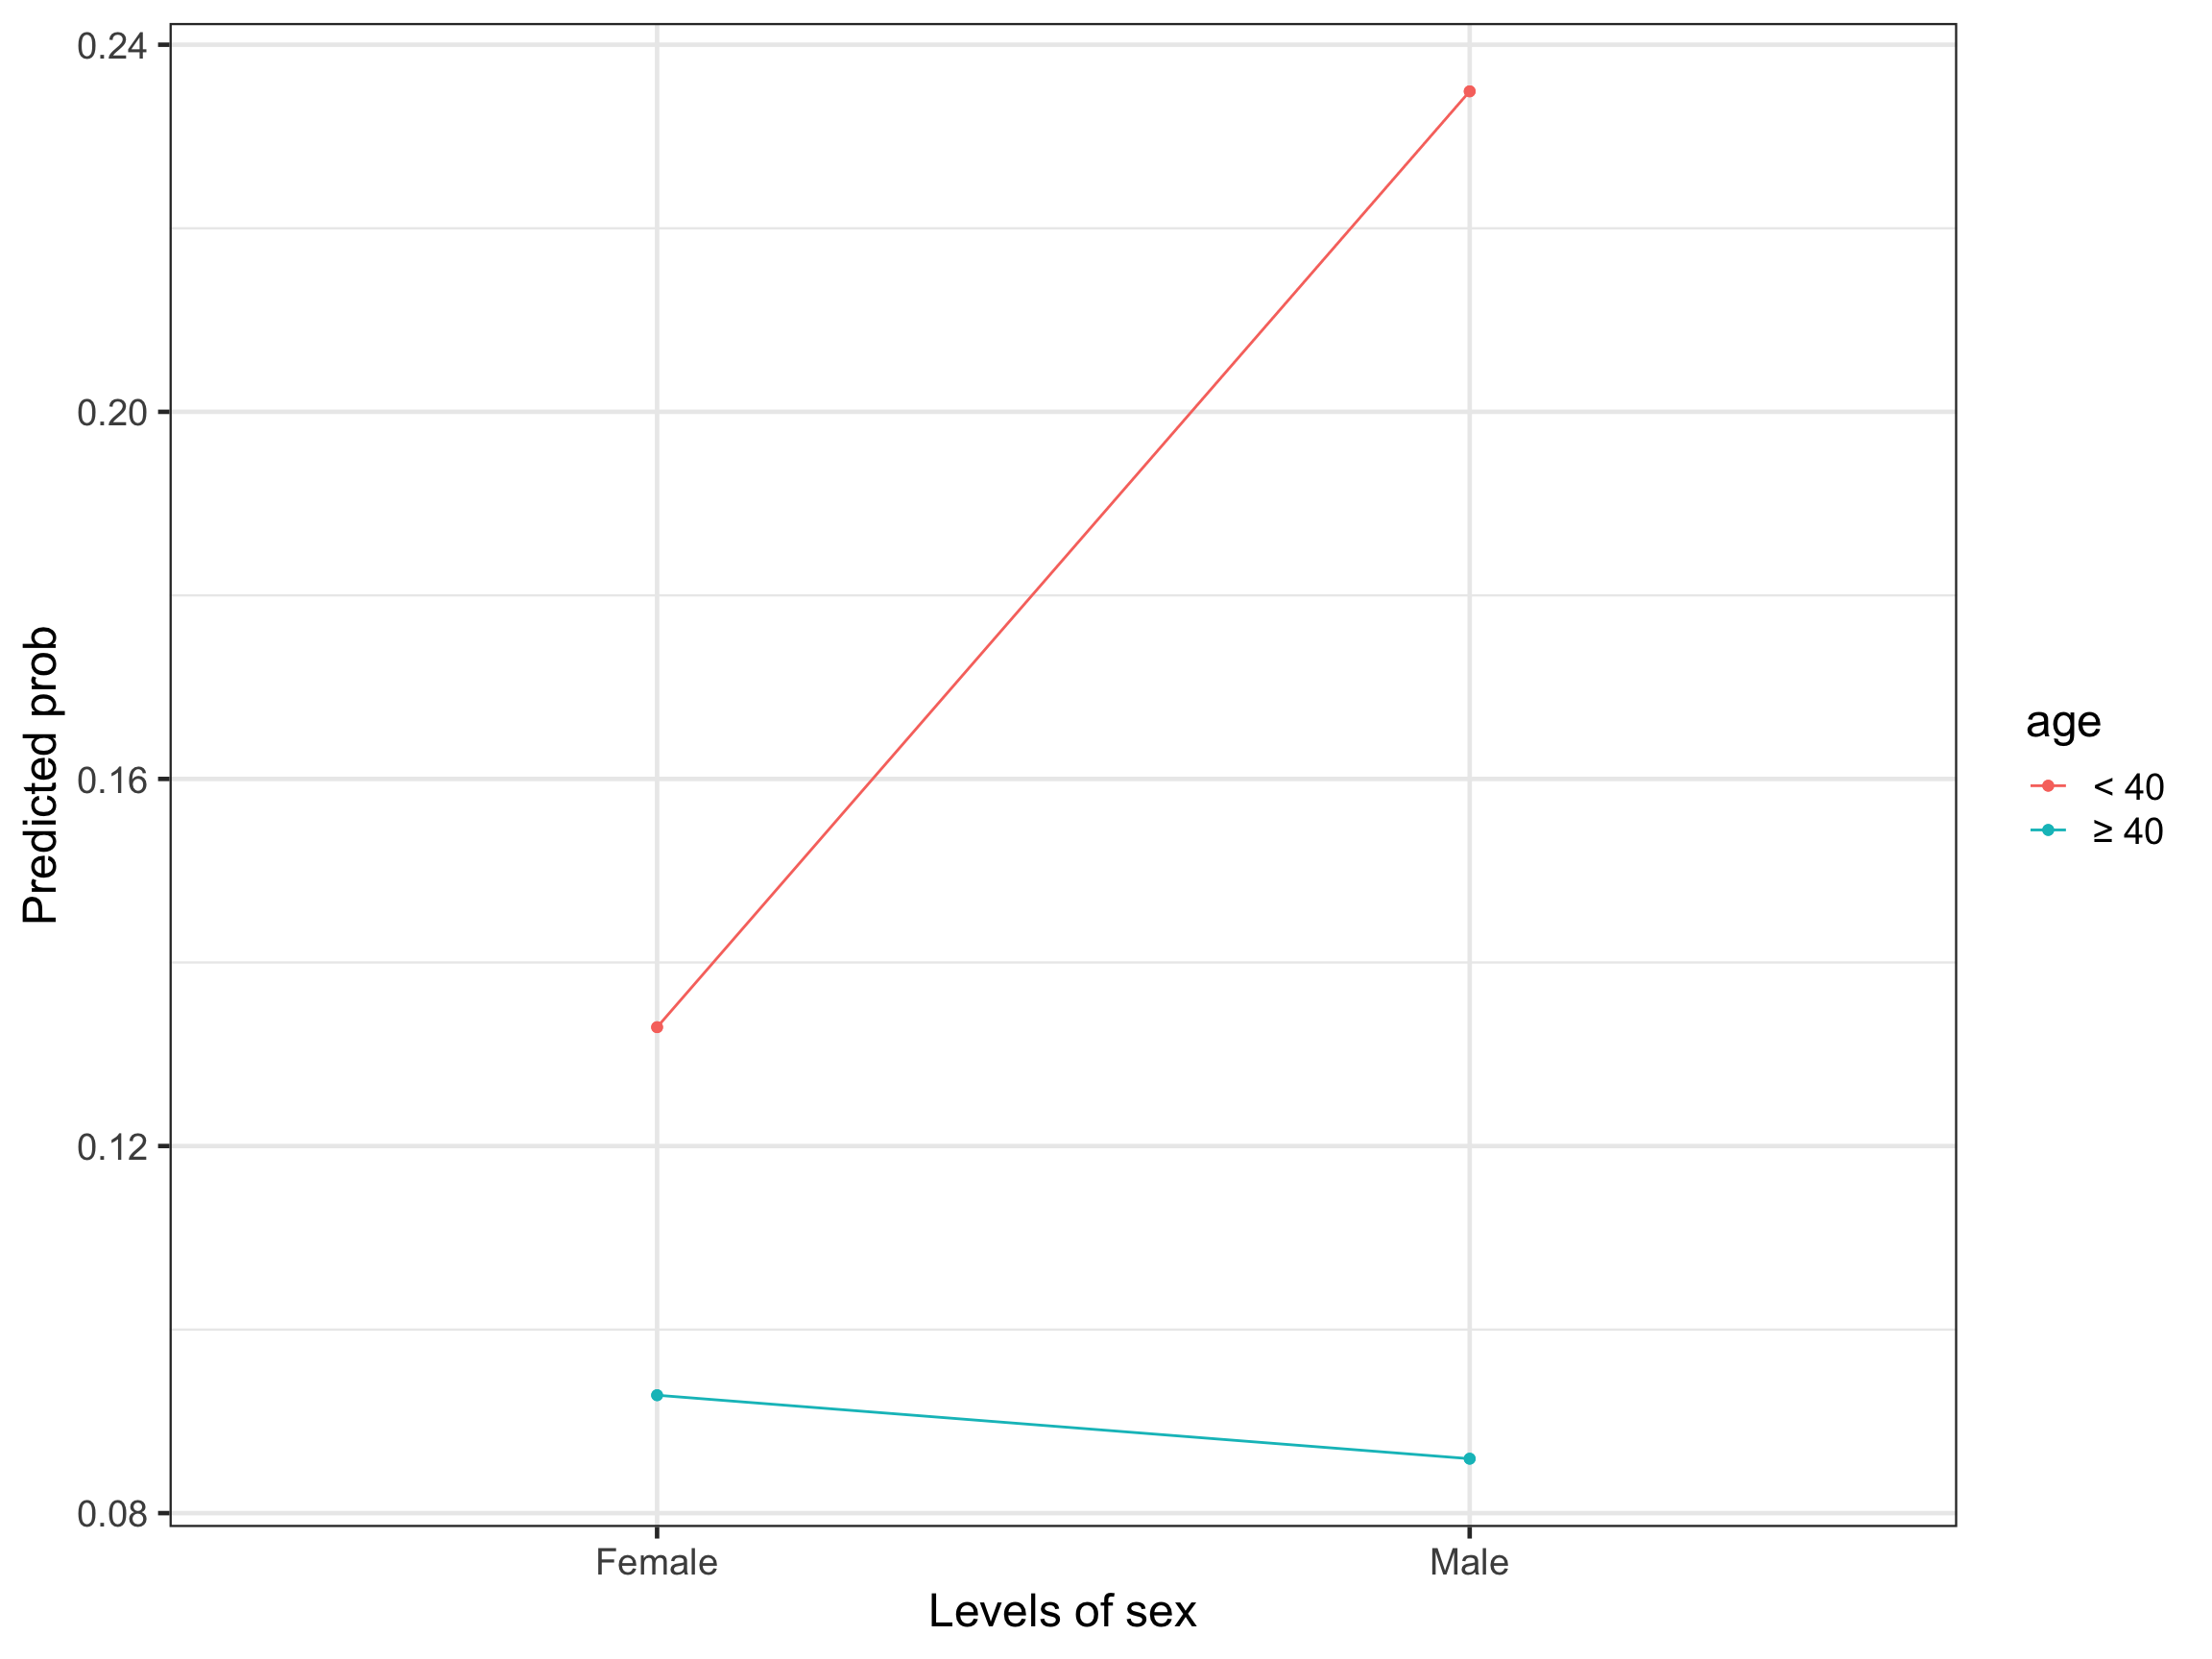 Predicted prob
0.24
0.20
0.16
0.12
0.08
Female
Male
Levels of sex
age
< 40
≥ 40